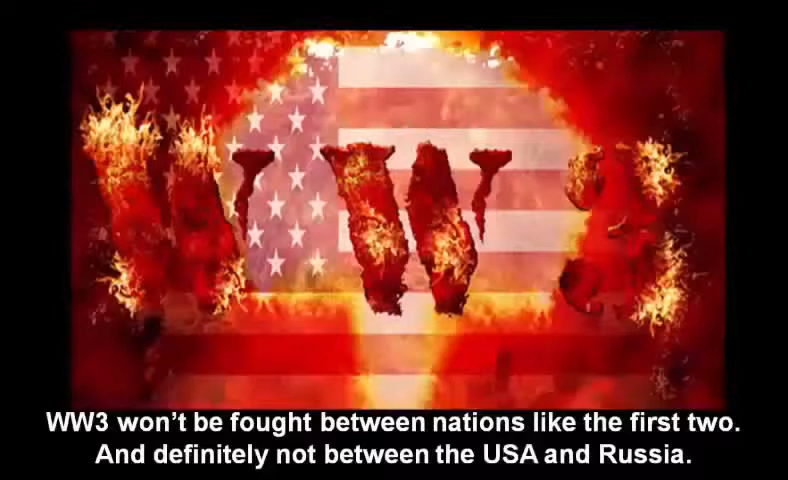 WW3
WW3 won't be fought between nations like the first two.
And definitely not between the USA and Russia.